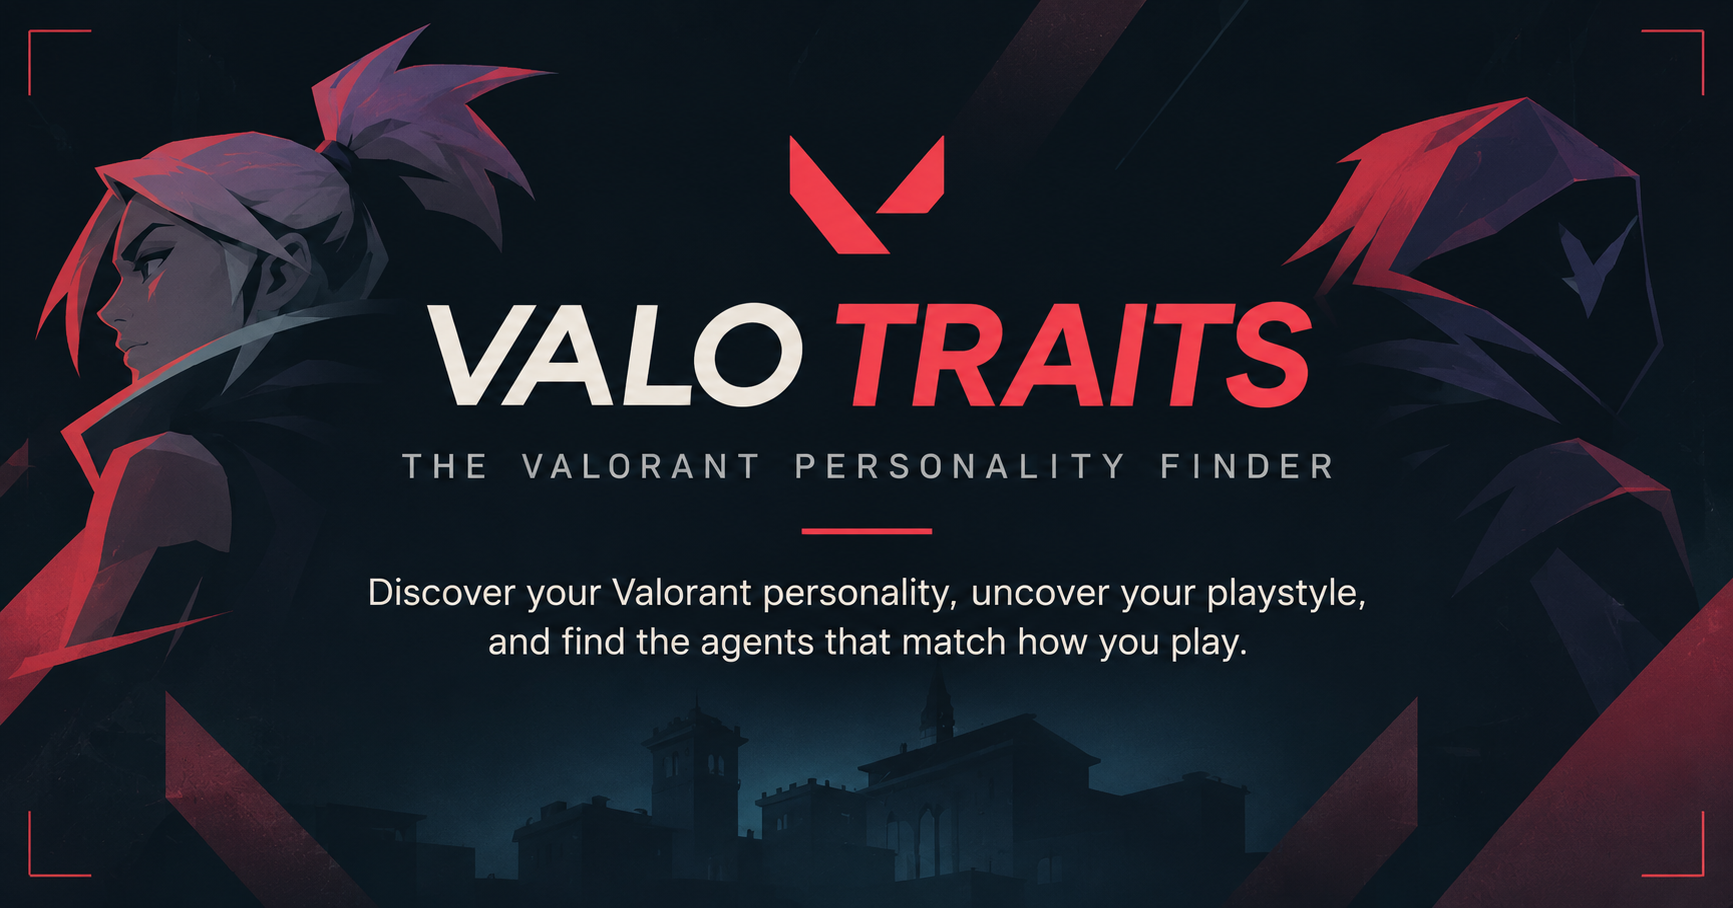 VALO TRAITS
THE VALORANT PERSONALITY FINDER
Discover your Valorant personality, uncover your playstyle,
and find the agents that match how you play.